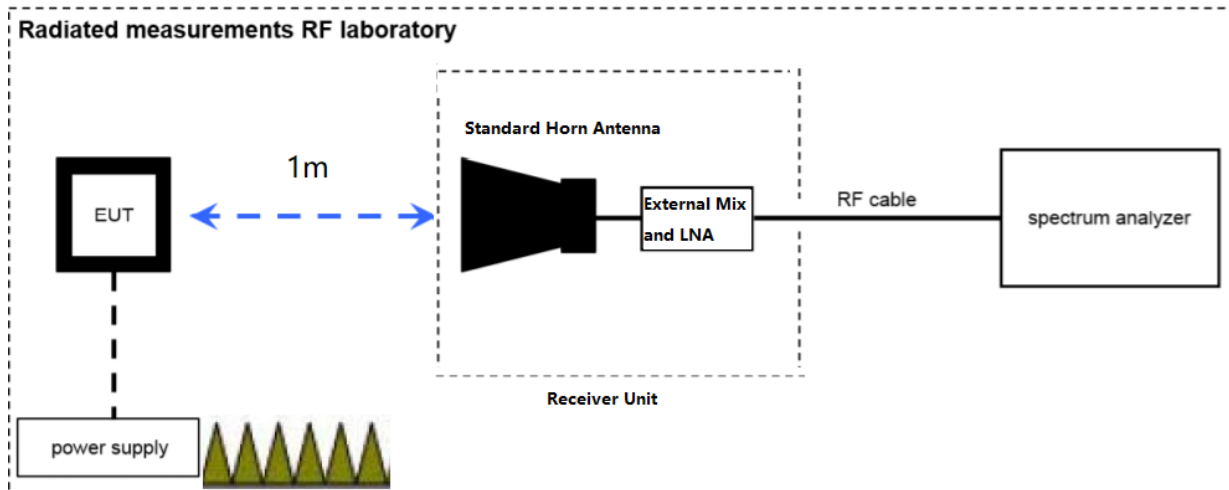 Radiated measurements RF laboratory
Standard Horn Antenna
1m
EUT
External Mix
and LNA
RF cable
spectrum analyzer
Receiver Unit
power supply